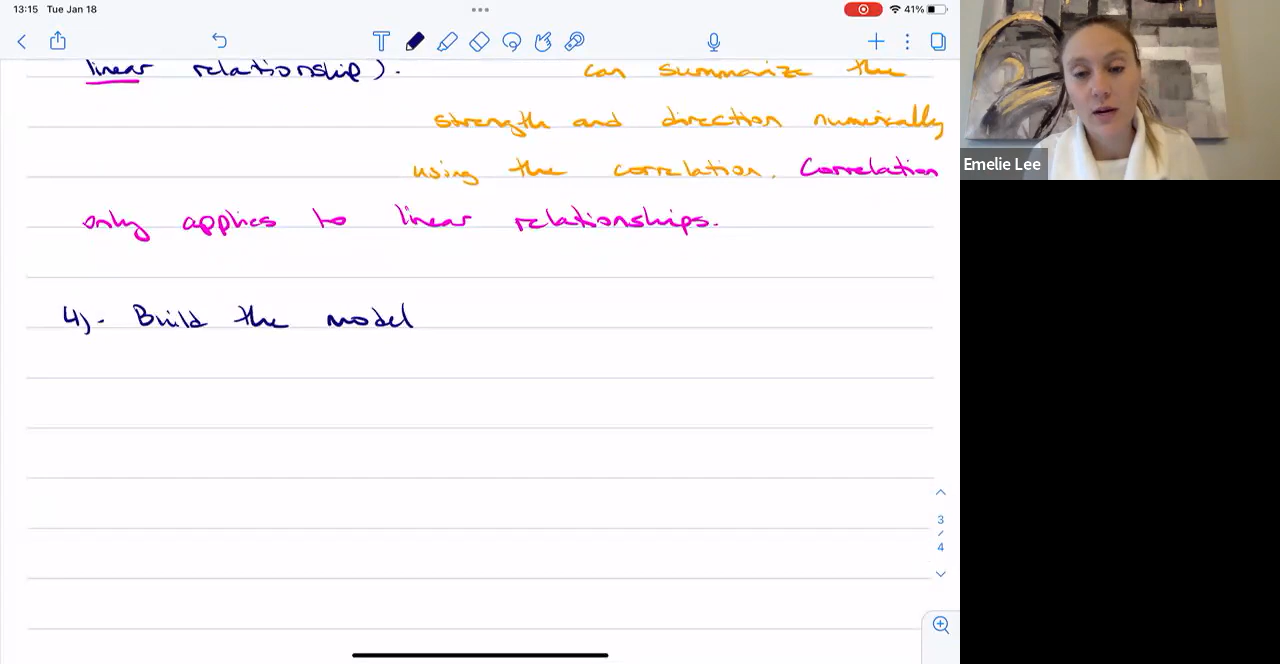 13:15 Tue Jan 18
41%
linear relationship). can summarize the
strength and direction numerically
using the correlation. Correlation
only applies to linear relationships.
4). Build the model
3
/
4
Emelie Lee